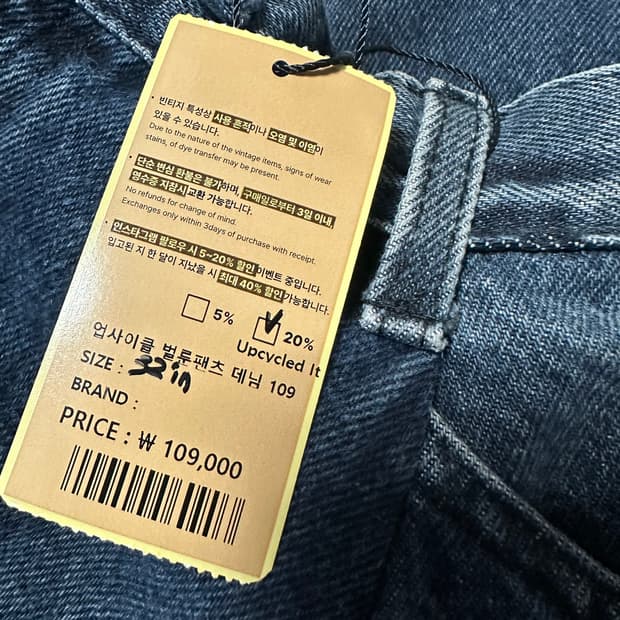 • 빈티지 특성상 사용 흔적이나 오염 및 이염이
있을 수 있습니다.
Due to the nature of the vintage items, signs of wear
stains, of dye transfer may be present.
• 단순 변심 환불은 불가하며, 구매일로부터 3일 이내,
영수증 지참시 교환 가능합니다.
No refunds for change of mind.
Exchanges only within 3days of purchase with receipt.
• 인스타그램 팔로우 시 5~20% 할인 이벤트 중입니다.
입고된 지 한 달이 지났을 시 최대 40% 할인 가능합니다.
5% 20%
Upcycled It
업사이클 벌룬팬츠 데님 109
SIZE : 32in
BRAND :
PRICE : ₩ 109,000